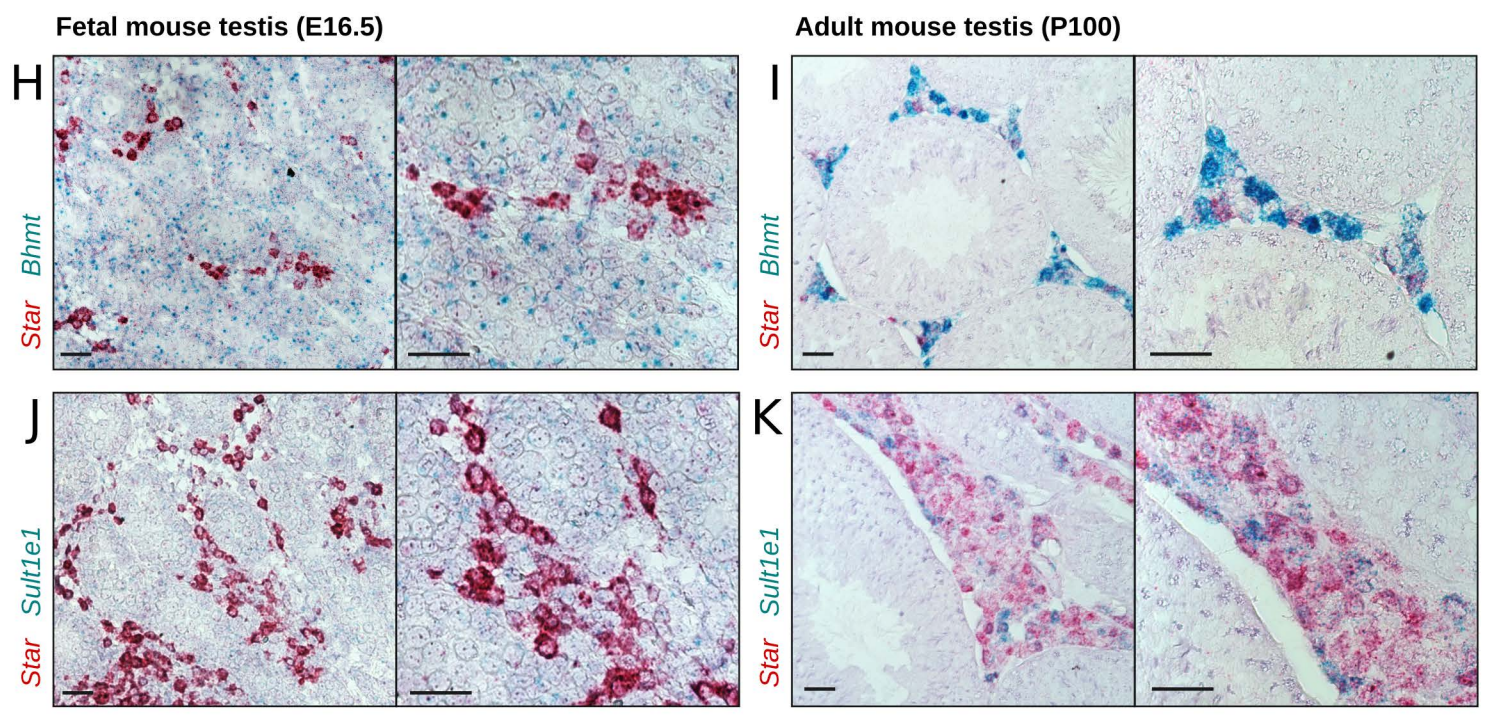 Fetal mouse testis (E16.5)
Adult mouse testis (P100)
H
Star Bhmt
I
Star Bhmt
J
Star Sult1e1
K
Star Sult1e1